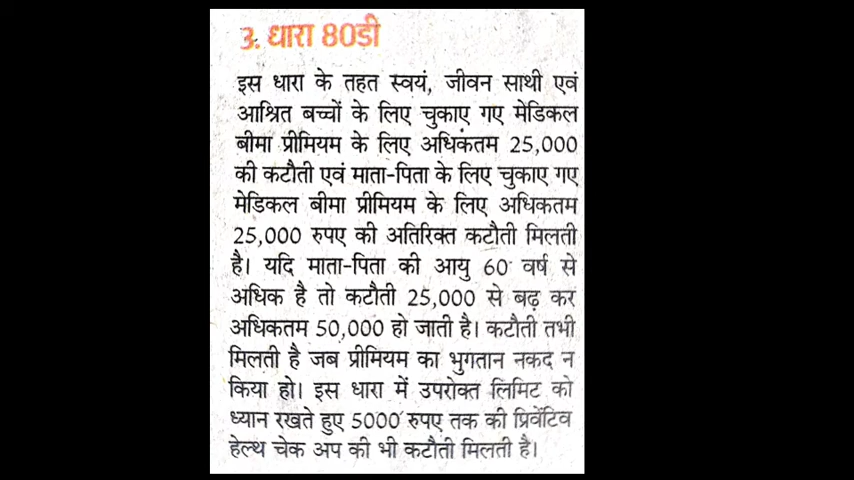 3. धारा 80डी
इस धारा के तहत स्वयं, जीवन साथी एवं
आश्रित बच्चों के लिए चुकाए गए मेडिकल
बीमा प्रीमियम के लिए अधिकतम 25,000
की कटौती एवं माता-पिता के लिए चुकाए गए
मेडिकल बीमा प्रीमियम के लिए अधिकतम
25,000 रुपए की अतिरिक्त कटौती मिलती
है। यदि माता-पिता की आयु 60 वर्ष से
अधिक है तो कटौती 25,000 से बढ़ कर
अधिकतम 50,000 हो जाती है। कटौती तभी
मिलती है जब प्रीमियम का भुगतान नकद न
किया हो। इस धारा में उपरोक्त लिमिट को
ध्यान रखते हुए 5000 रुपए तक की प्रिवेंटिव
हेल्थ चेक अप की भी कटौती मिलती है।